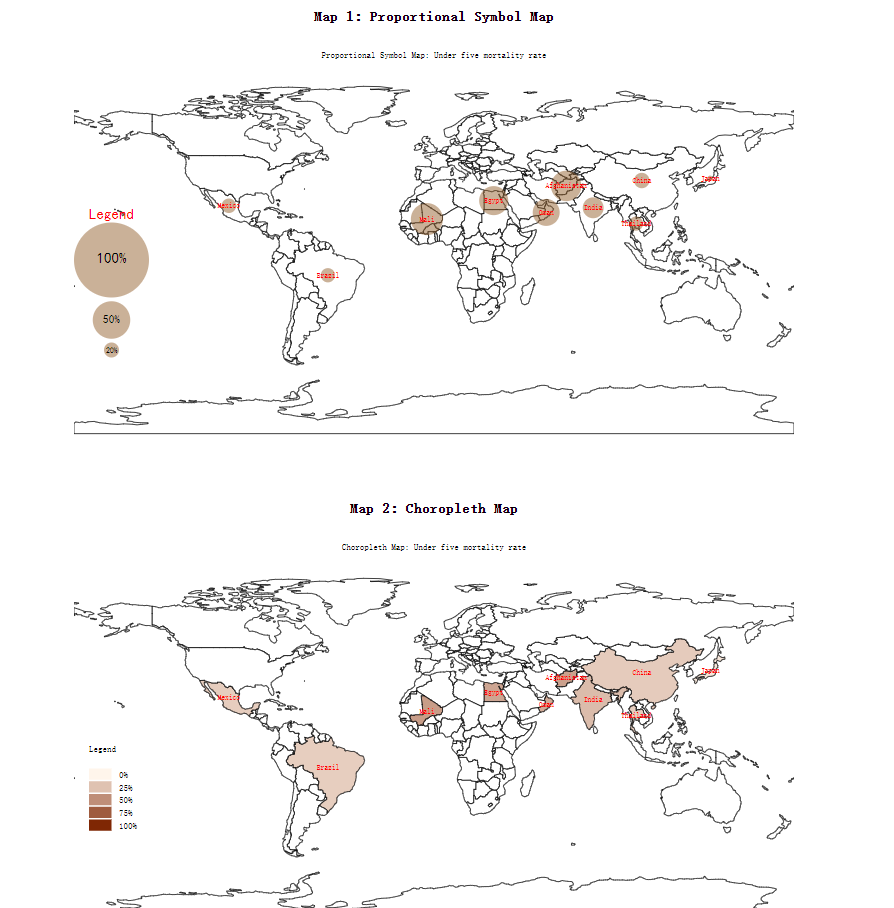 Map 1: Proportional Symbol Map
Proportional Symbol Map: Under five mortality rate
Afghanistan
China
Japan
Mexico
Mali
Egypt
Oman
India
Thailand
Brazil
Legend
100%
50%
20%
Map 2: Choropleth Map
Choropleth Map: Under five mortality rate
Afghanistan
China
Japan
Mexico
Mali
Egypt
Oman
India
Thailand
Brazil
Legend
0%
25%
50%
75%
100%